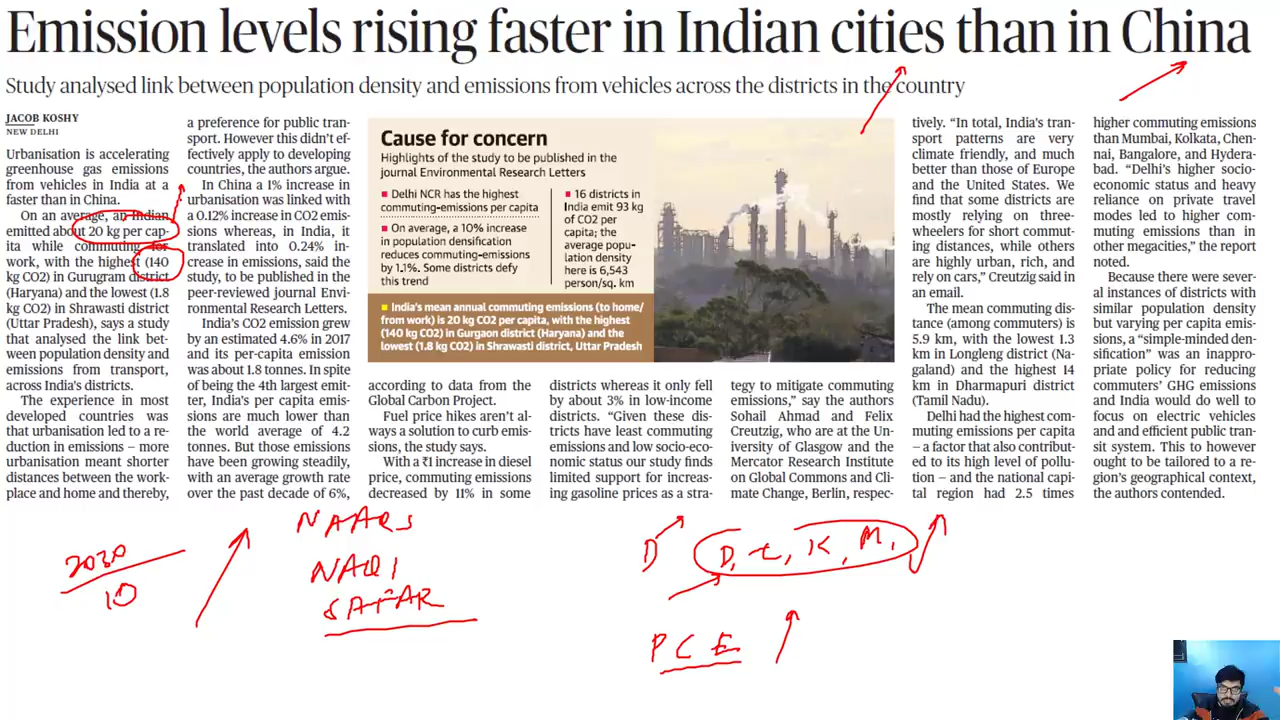 Emission levels rising faster in Indian cities than in China
Study analysed link between population density and emissions from vehicles across the districts in the country
JACOB KOSHY
NEW DELHI
Urbanisation is accelerating
greenhouse gas emissions
from vehicles in India at a
faster than in China.
On an average, an Indian
emitted about 20 kg per cap-
ita while commuting for
work, with the highest (140
kg CO2) in Gurugram district
(Haryana) and the lowest (1.8
kg CO2) in Shrawasti district
(Uttar Pradesh), says a study
that analysed the link bet-
ween population density and
emissions from transport,
across India's districts.
The experience in most
developed countries was
that urbanisation led to a re-
duction in emissions – more
urbanisation meant shorter
distances between the work-
place and home and thereby,
a preference for public tran-
sport. However this didn't ef-
fectively apply to developing
countries, the authors argue.
In China a 1% increase in
urbanisation was linked with
a 0.12% increase in CO2 emis-
sions whereas, in India, it
translated into 0.24% in-
crease in emissions, said the
study, to be published in the
peer-reviewed journal Envi-
ronmental Research Letters.
India's CO2 emission grew
by an estimated 4.6% in 2017
and its per-capita emission
was about 1.8 tonnes. In spite
of being the 4th largest emit-
ter, India's per capita emis-
sions are much lower than
the world average of 4.2
tonnes. But those emissions
have been growing steadily,
with an average growth rate
over the past decade of 6%,
Cause for concern
Highlights of the study to be published in the
journal Environmental Research Letters
Delhi NCR has the highest
commuting-emissions per capita
On average, a 10% increase
in population densification
reduces commuting-emissions
by 1.1%. Some districts defy
this trend
16 districts in
India emit 93 kg
of CO2 per
capita; the
average popu-
lation density
here is 6,543
person/sq. km
India's mean annual commuting emissions (to home/
from work) is 20 kg CO2 per capita, with the highest
(140 kg CO2) in Gurgaon district (Haryana) and the
lowest (1.8 kg CO2) in Shrawasti district, Uttar Pradesh
according to data from the
Global Carbon Project.
Fuel price hikes aren't al-
ways a solution to curb emis-
sions, the study says.
With a ₹1 increase in diesel
price, commuting emissions
decreased by 11% in some
districts whereas it only fell
by about 3% in low-income
districts. “Given these dis-
tricts have least commuting
emissions and low socio-eco-
nomic status our study finds
limited support for increas-
ing gasoline prices as a stra-
tegy to mitigate commuting
emissions,” say the authors
Sohail Ahmad and Felix
Creutzig, who are at the Un-
iversity of Glasgow and the
Mercator Research Institute
on Global Commons and Cli-
mate Change, Berlin, respec-
tively. “In total, India's tran-
sport patterns are very
climate friendly, and much
better than those of Europe
and the United States. We
find that some districts are
mostly relying on three-
wheelers for short commut-
ing distances, while others
are highly urban, rich, and
rely on cars,” Creutzig said in
an email.
The mean commuting dis-
tance (among commuters) is
5.9 km, with the lowest 1.3
km in Longleng district (Na-
galand) and the highest 14
km in Dharmapuri district
(Tamil Nadu).
Delhi had the highest com-
muting emissions per capita
– a factor that also contribut-
ed to its high level of pollu-
tion – and the national capi-
tal region had 2.5 times
higher commuting emissions
than Mumbai, Kolkata, Chen-
nai, Bangalore, and Hydera-
bad. “Delhi's higher socio-
economic status and heavy
reliance on private travel
modes led to higher com-
muting emissions than in
other megacities,” the report
noted.
Because there were sever-
al instances of districts with
similar population density
but varying per capita emis-
sions, a “simple-minded den-
sification” was an inappro-
priate policy for reducing
commuters' GHG emissions
and India would do well to
focus on electric vehicles
and and efficient public tran-
sit system. This to however
ought to be tailored to a re-
gion's geographical context,
the authors contended.
2030
10
NAAQS
NAQI
SAFAR
D
D, C, K, M,
PCE